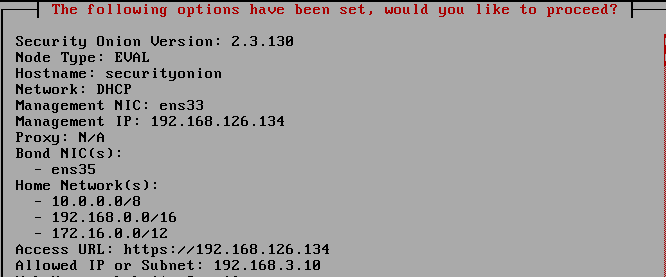 The following options have been set, would you like to proceed?
Security Onion Version: 2.3.130
Node Type: EVAL
Hostname: securityonion
Network: DHCP
Management NIC: ens33
Management IP: 192.168.126.134
Proxy: N/A
Bond NIC(s):
- ens35
Home Network(s):
- 10.0.0.0/8
- 192.168.0.0/16
- 172.16.0.0/12
Access URL: https://192.168.126.134
Allowed IP or Subnet: 192.168.3.10